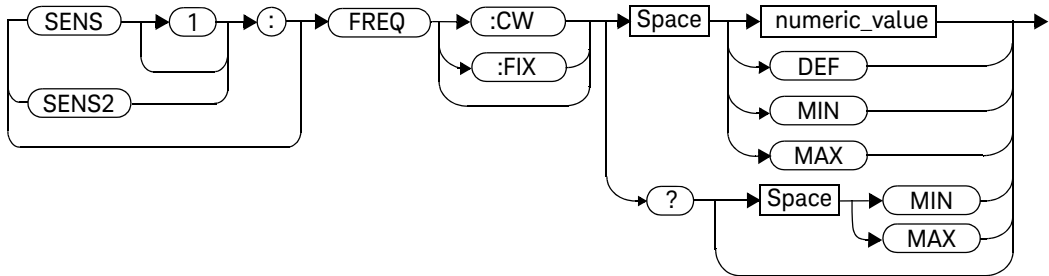 SENS 1 : FREQ :CW Space numeric_value
:FIX DEF
SENS2 MIN
MAX
? Space MIN
MAX